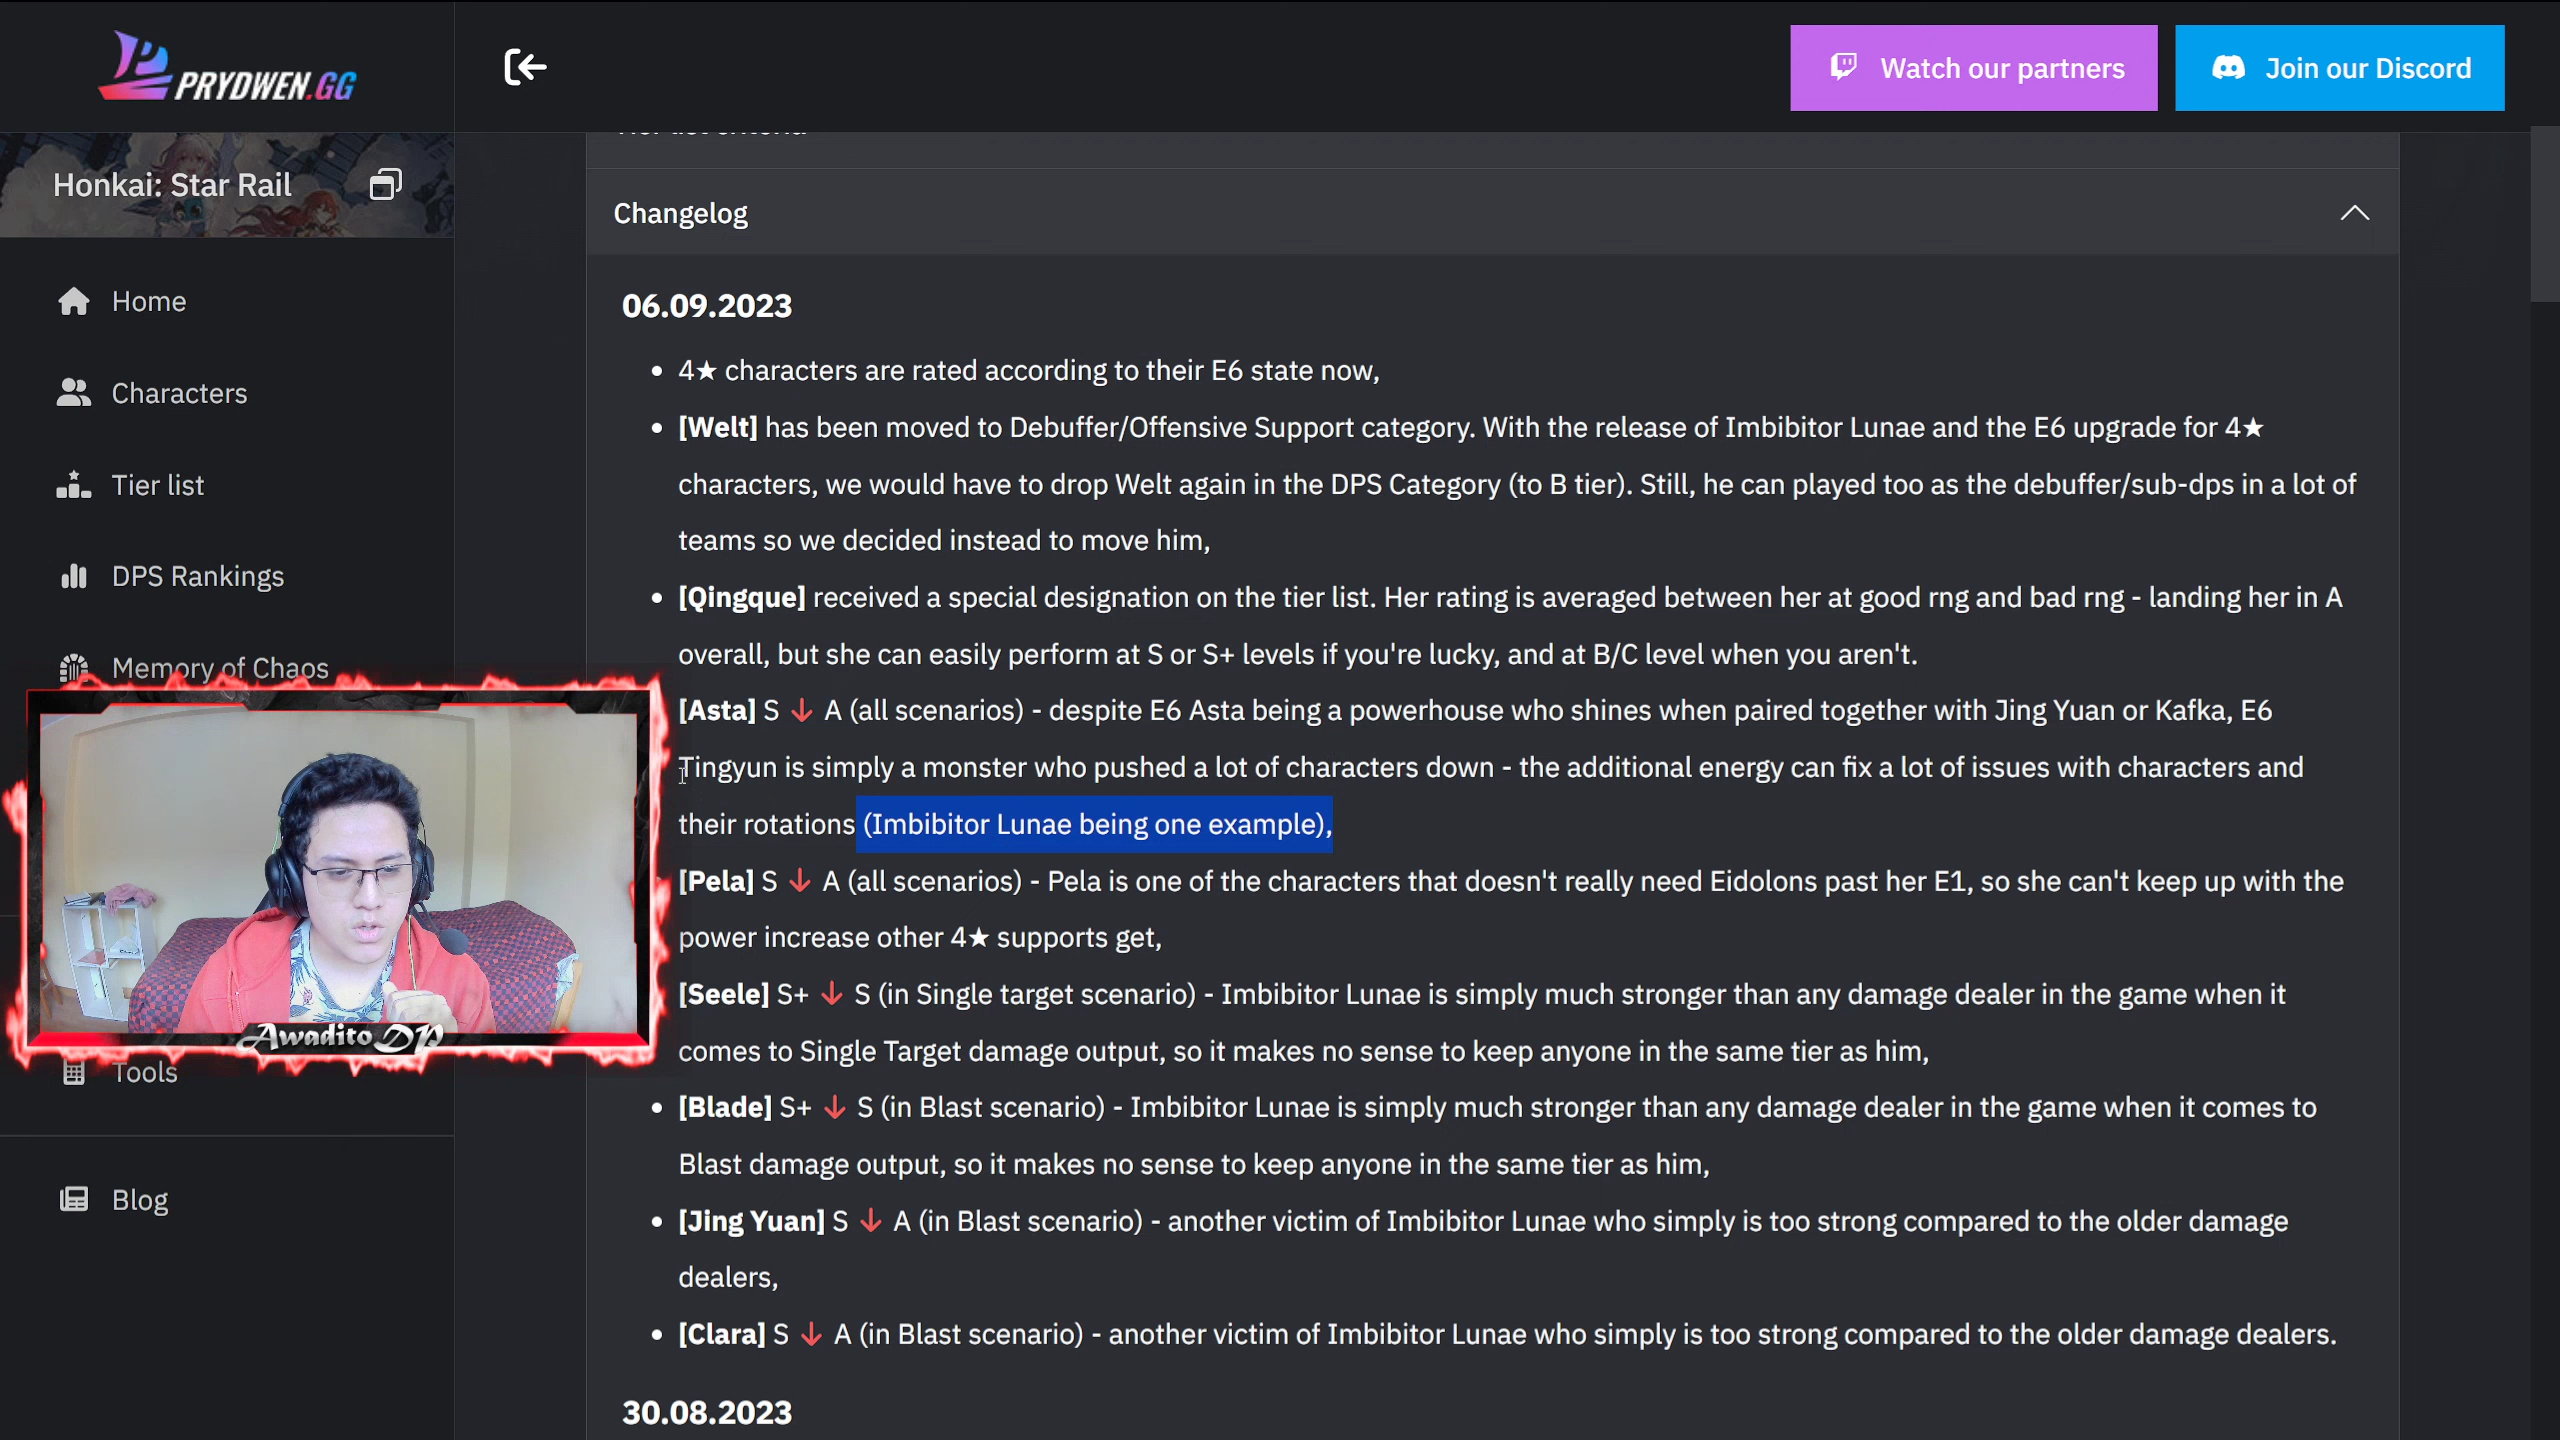 PRYDWEN.GG
Watch our partners
Join our Discord
Honkai: Star Rail
Home
Characters
Tier list
DPS Rankings
Memory of Chaos
Tools
Blog
Awadito DP
Changelog
06.09.2023
4★ characters are rated according to their E6 state now,
[Welt] has been moved to Debuffer/Offensive Support category. With the release of Imbibitor Lunae and the E6 upgrade for 4★
characters, we would have to drop Welt again in the DPS Category (to B tier). Still, he can played too as the debuffer/sub-dps in a lot of
teams so we decided instead to move him,
[Qingque] received a special designation on the tier list. Her rating is averaged between her at good rng and bad rng - landing her in A
overall, but she can easily perform at S or S+ levels if you're lucky, and at B/C level when you aren't.
[Asta] S ↓ A (all scenarios) - despite E6 Asta being a powerhouse who shines when paired together with Jing Yuan or Kafka, E6
Tingyun is simply a monster who pushed a lot of characters down - the additional energy can fix a lot of issues with characters and
their rotations (Imbibitor Lunae being one example),
[Pela] S ↓ A (all scenarios) - Pela is one of the characters that doesn't really need Eidolons past her E1, so she can't keep up with the
power increase other 4★ supports get,
[Seele] S+ ↓ S (in Single target scenario) - Imbibitor Lunae is simply much stronger than any damage dealer in the game when it
comes to Single Target damage output, so it makes no sense to keep anyone in the same tier as him,
[Blade] S+ ↓ S (in Blast scenario) - Imbibitor Lunae is simply much stronger than any damage dealer in the game when it comes to
Blast damage output, so it makes no sense to keep anyone in the same tier as him,
[Jing Yuan] S ↓ A (in Blast scenario) - another victim of Imbibitor Lunae who simply is too strong compared to the older damage
dealers,
[Clara] S ↓ A (in Blast scenario) - another victim of Imbibitor Lunae who simply is too strong compared to the older damage dealers.
30.08.2023